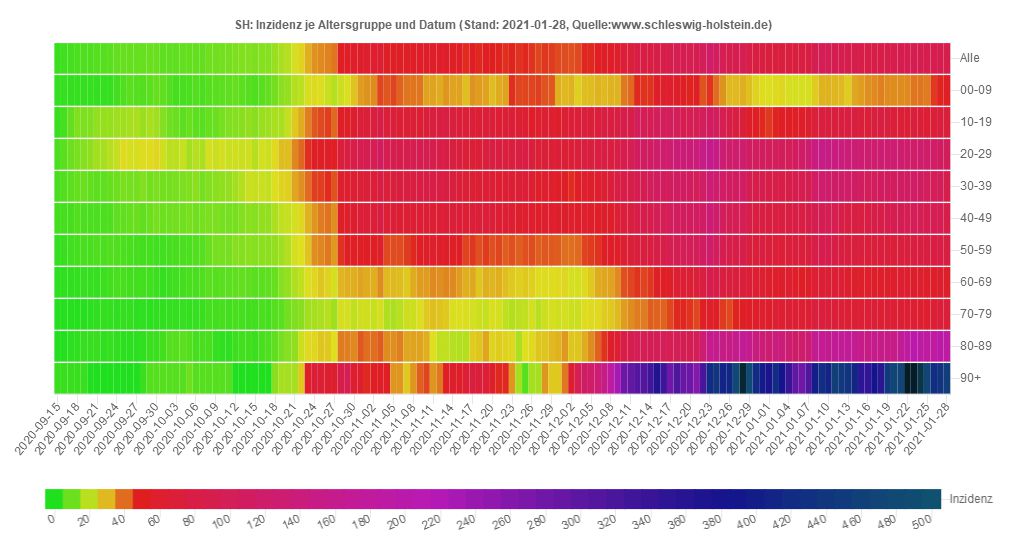 SH: Inzidenz je Altersgruppe und Datum (Stand: 2021-01-28, Quelle:www.schleswig-holstein.de)
Alle
00-09
10-19
20-29
30-39
40-49
50-59
60-69
70-79
80-89
90+
2020-09-15 2020-09-18 2020-09-21 2020-09-24 2020-09-27 2020-09-30 2020-10-03 2020-10-06 2020-10-09 2020-10-12 2020-10-15 2020-10-18 2020-10-21 2020-10-24 2020-10-27 2020-10-30 2020-11-02 2020-11-05 2020-11-08 2020-11-11 2020-11-14 2020-11-17 2020-11-20 2020-11-23 2020-11-26 2020-11-29 2020-12-02 2020-12-05 2020-12-08 2020-12-11 2020-12-14 2020-12-17 2020-12-20 2020-12-23 2020-12-26 2020-12-29 2021-01-01 2021-01-04 2021-01-07 2021-01-10 2021-01-13 2021-01-16 2021-01-19 2021-01-22 2021-01-25 2021-01-28
Inzidenz
0 20 40 60 80 100 120 140 160 180 200 220 240 260 280 300 320 340 360 380 400 420 440 460 480 500